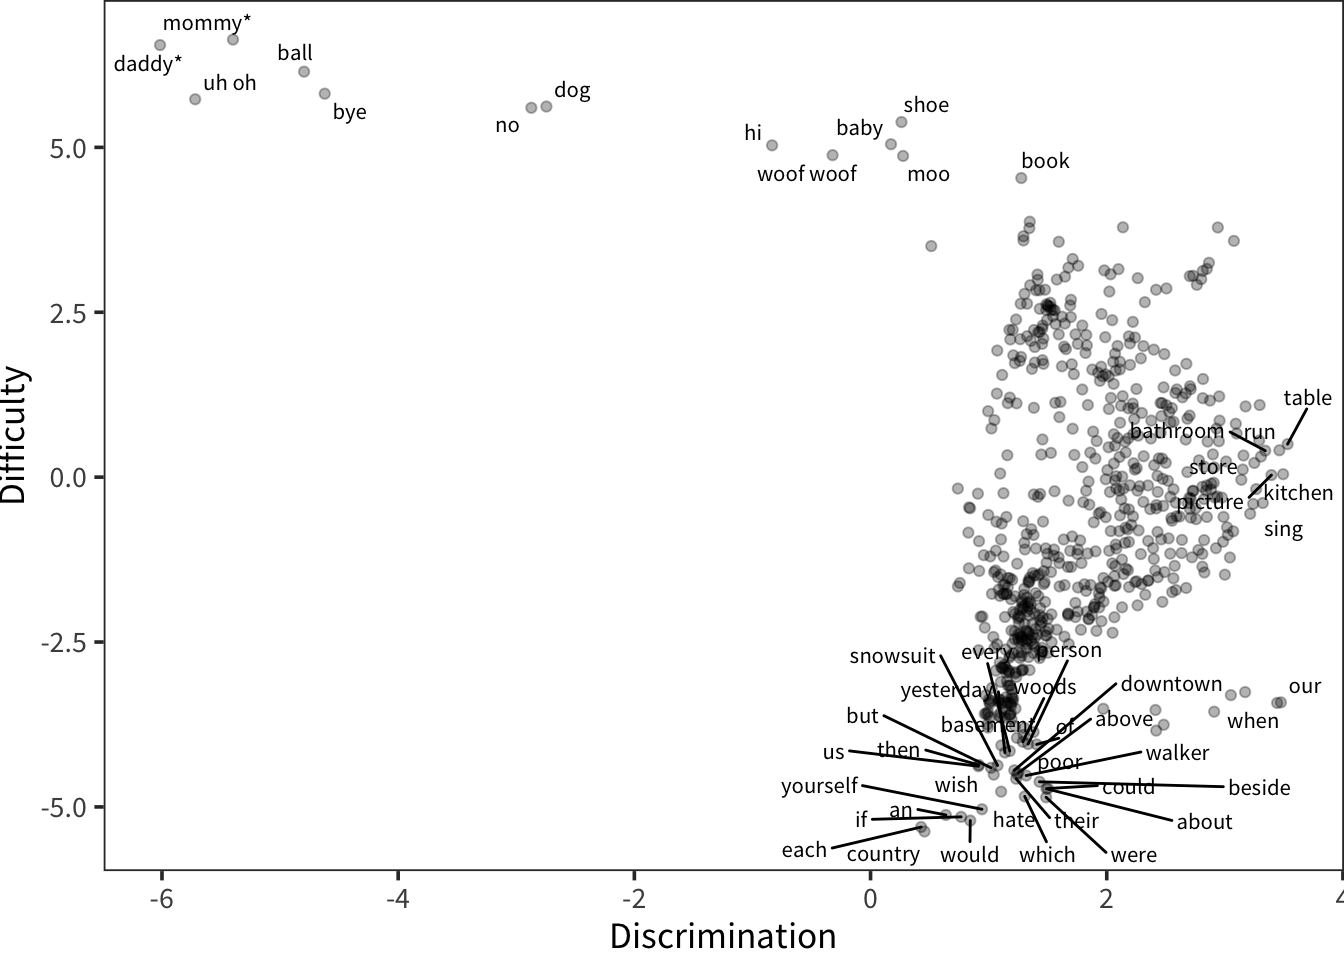 mommy*
daddy*
ball
uh oh
bye
dog
no
shoe
hi
baby
woof woof
moo
book
5.0
2.5
0.0
-2.5
-5.0
Difficulty
table
bathroom
run
store
picture
kitchen
sing
snowsuit
every
person
yesterday
woods
downtown
our
but
basement
of
above
when
us
then
poor
walker
yourself
wish
could
beside
an
if
hate
their
about
each
country
would
which
were
-6
-4
-2
0
2
4
Discrimination